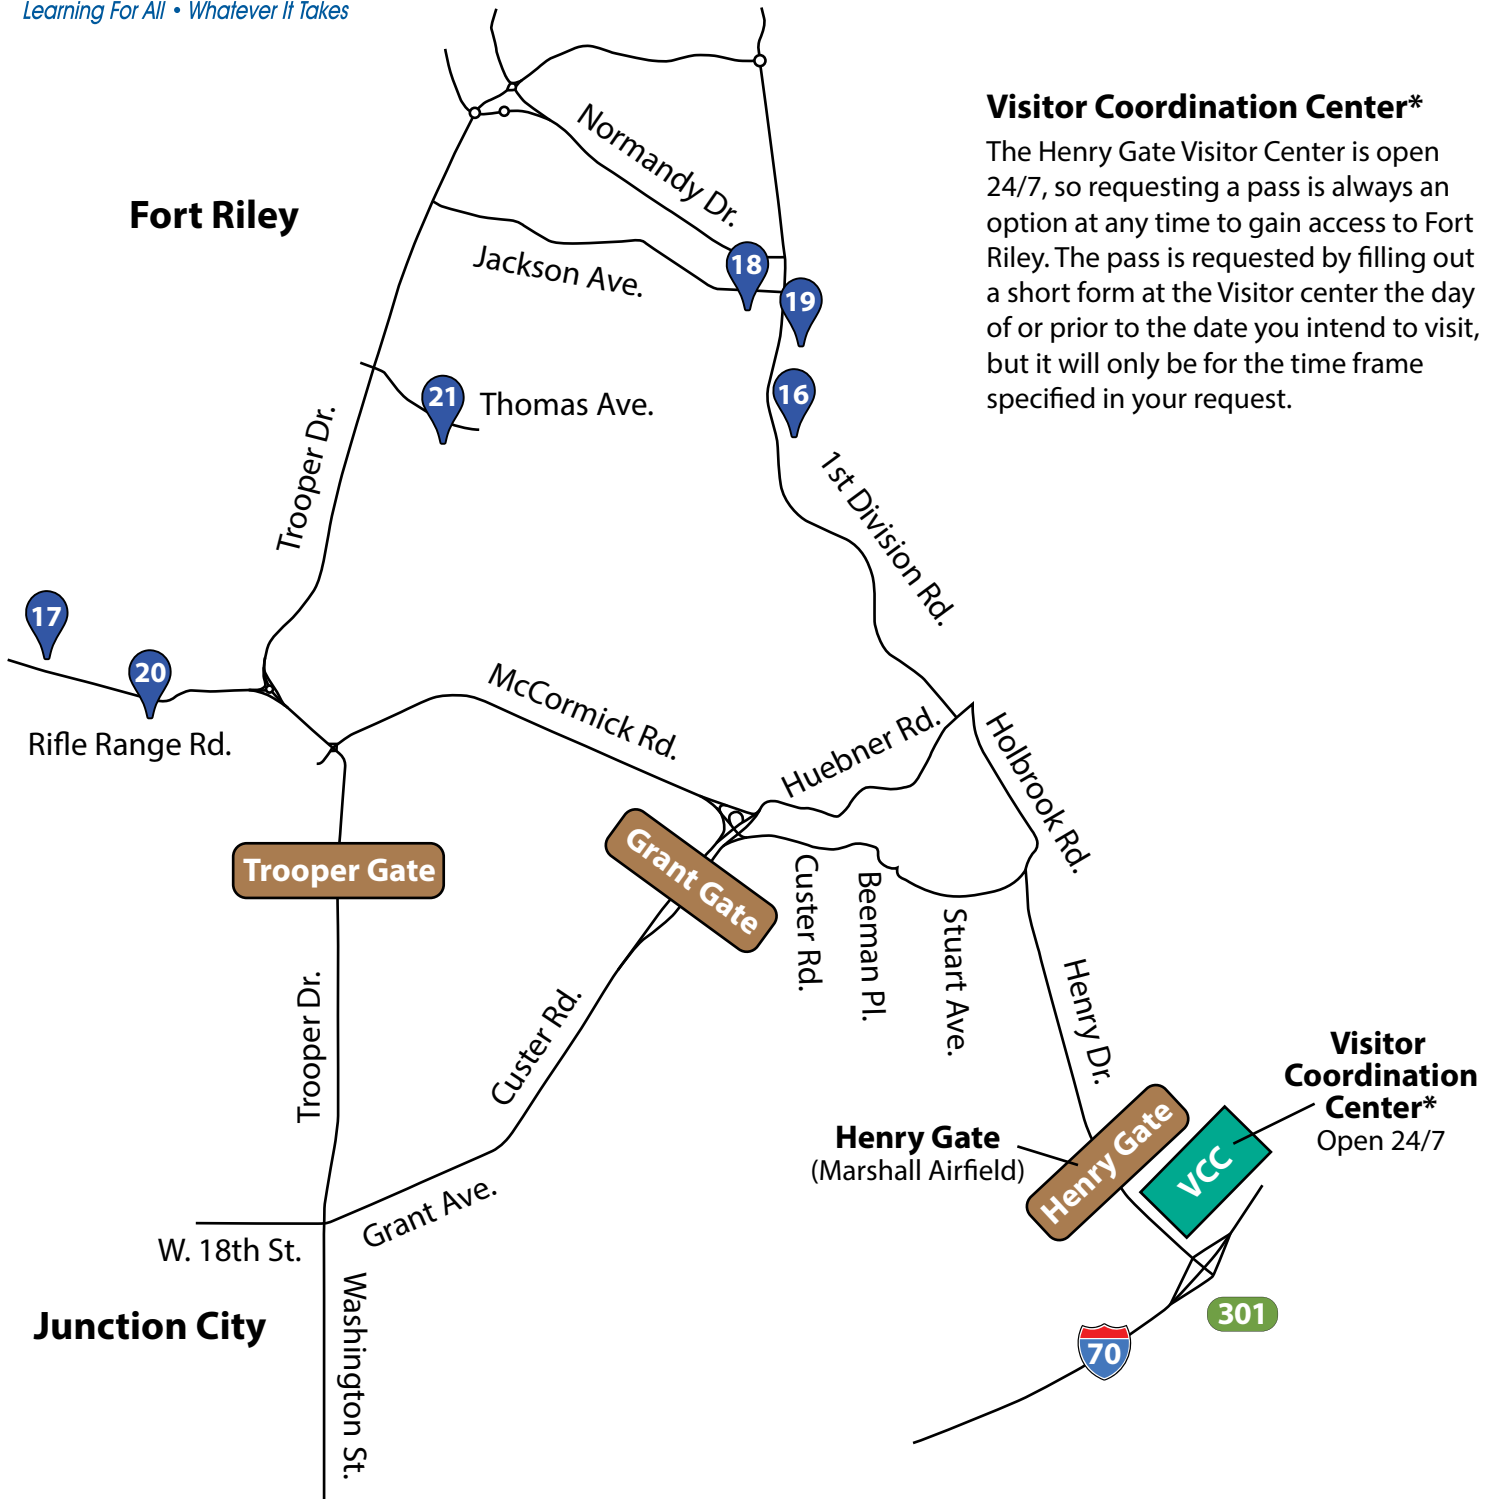 Learning For All • Whatever It Takes
Visitor Coordination Center*
The Henry Gate Visitor Center is open
24/7, so requesting a pass is always an
option at any time to gain access to Fort
Riley. The pass is requested by filling out
a short form at the Visitor center the day
of or prior to the date you intend to visit,
but it will only be for the time frame
specified in your request.
Fort Riley
Normandy Dr.
Jackson Ave.
18
19
16
21
Thomas Ave.
Trooper Dr.
1st Division Rd.
17
20
Rifle Range Rd.
McCormick Rd.
Huebner Rd.
Holbrook Rd.
Trooper Gate
Grant Gate
Custer Rd.
Beeman Pl.
Stuart Ave.
Henry Dr.
Trooper Dr.
Custer Rd.
Visitor
Coordination
Center*
Open 24/7
Henry Gate
(Marshall Airfield)
Henry Gate
VCC
Grant Ave.
W. 18th St.
Washington St.
Junction City
301
70